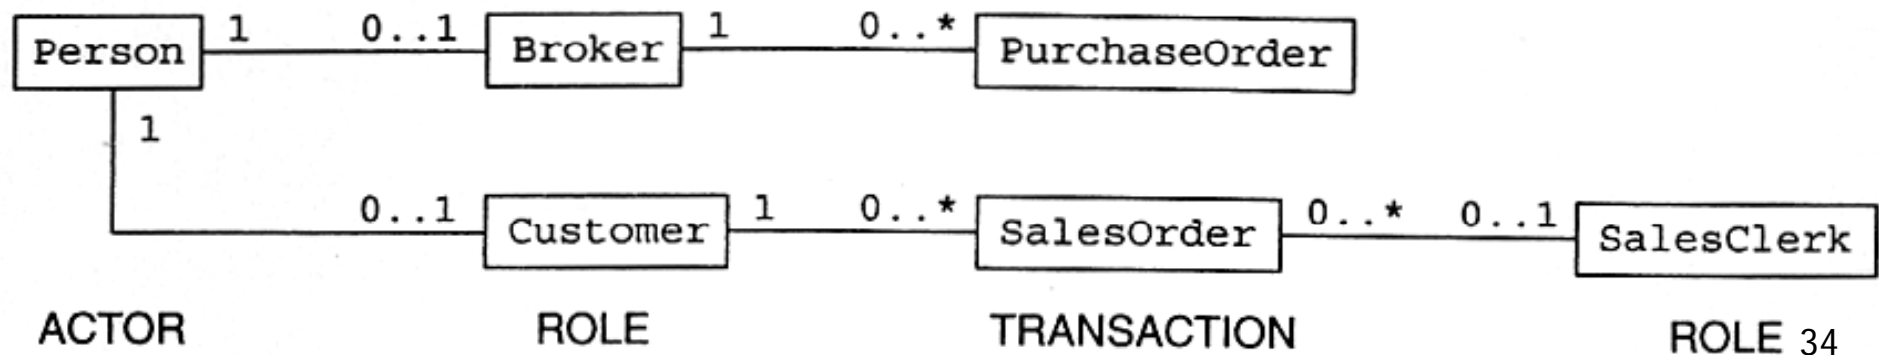 Person 1 0..1 Broker 1 0..* PurchaseOrder
1
0..1 Customer 1 0..* SalesOrder 0..* 0..1 SalesClerk
ACTOR ROLE TRANSACTION ROLE 34